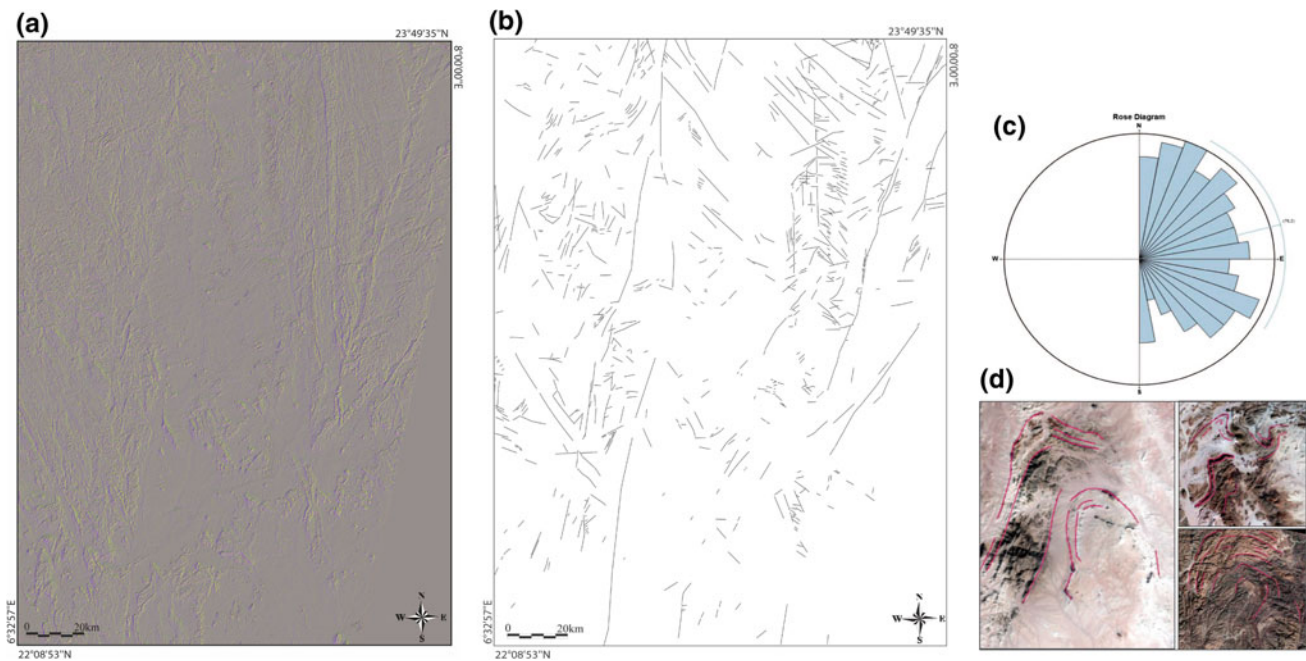 (a)
23°49'35"N
8°00'00"E
6°32'57"E
0 20km
N
W E
S
22°08'53"N
(b)
23°49'35"N
8°00'00"E
6°32'57"E
0 20km
N
W E
S
22°08'53"N
(c)
Rose Diagram
N
W
E
S
(d)